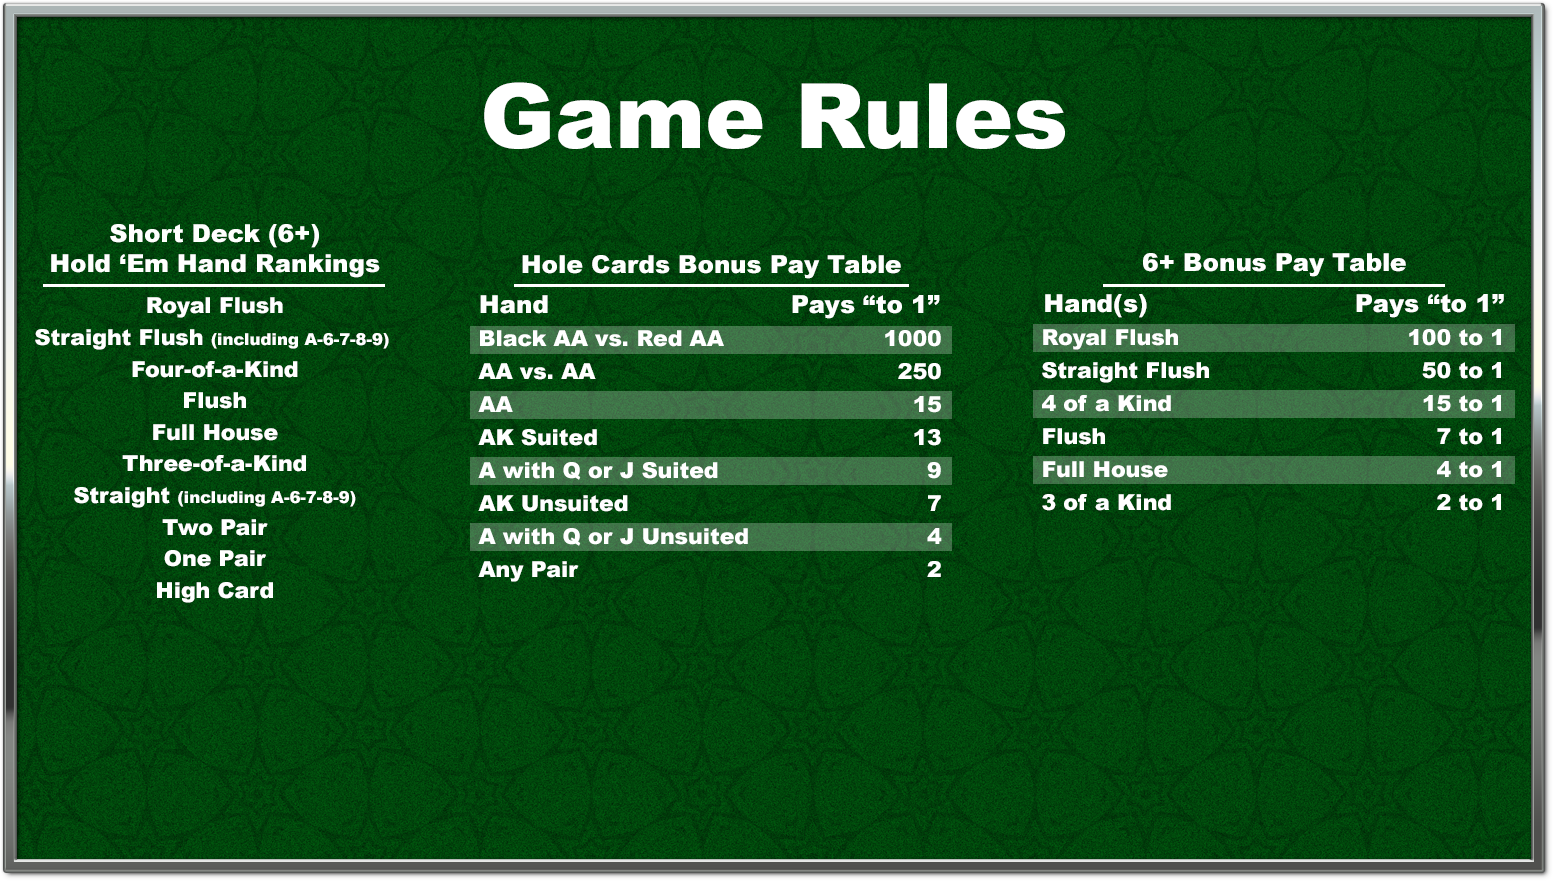 Game Rules
Short Deck (6+)
Hold ‘Em Hand Rankings
Royal Flush
Straight Flush (including A-6-7-8-9)
Four-of-a-Kind
Flush
Full House
Three-of-a-Kind
Straight (including A-6-7-8-9)
Two Pair
One Pair
High Card
Hole Cards Bonus Pay Table
Hand Pays “to 1”
Black AA vs. Red AA 1000
AA vs. AA 250
AA 15
AK Suited 13
A with Q or J Suited 9
AK Unsuited 7
A with Q or J Unsuited 4
Any Pair 2
6+ Bonus Pay Table
Hand(s) Pays “to 1”
Royal Flush 100 to 1
Straight Flush 50 to 1
4 of a Kind 15 to 1
Flush 7 to 1
Full House 4 to 1
3 of a Kind 2 to 1